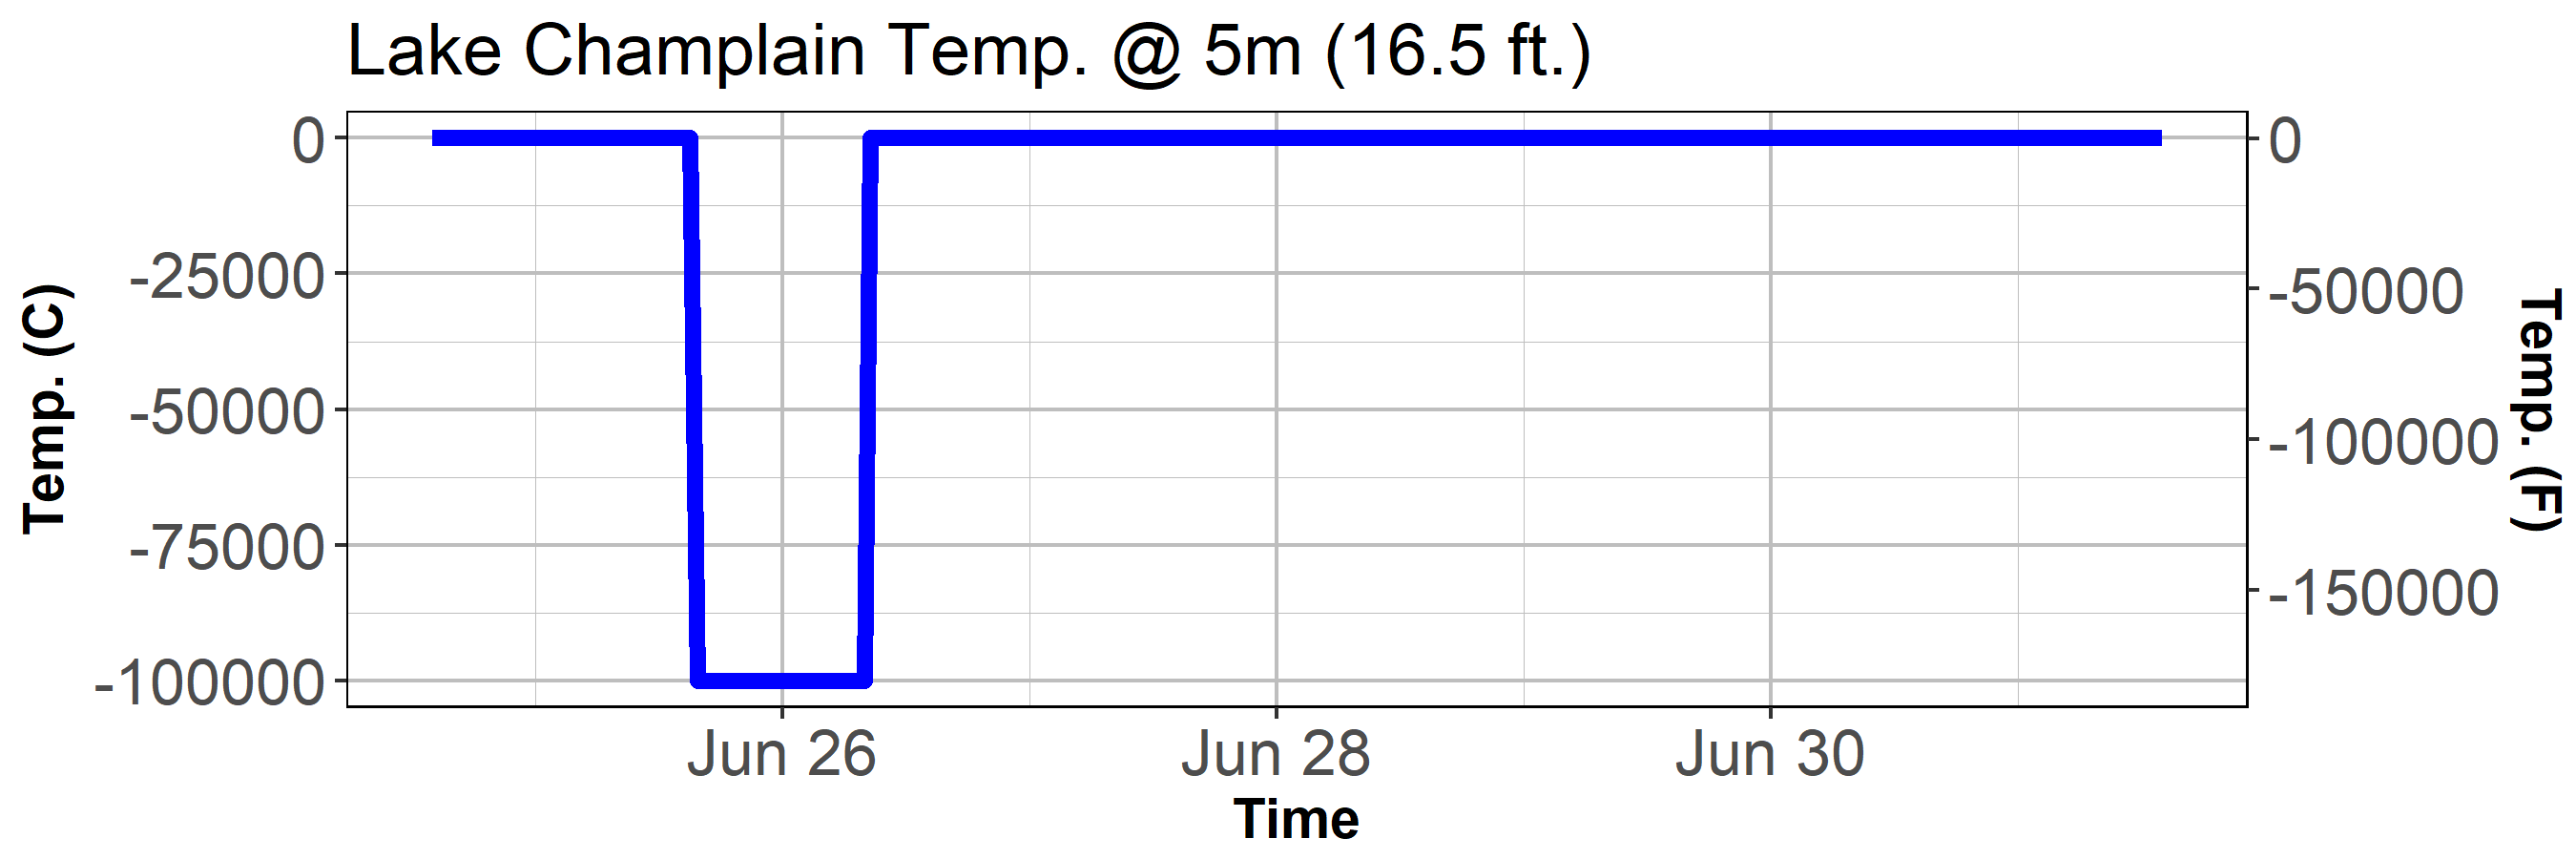 Lake Champlain Temp. @ 5m (16.5 ft.)
0
-25000
-50000
-75000
-100000
Temp. (C)
0
-50000
-100000
-150000
Temp. (F)
Jun 26
Jun 28
Jun 30
Time